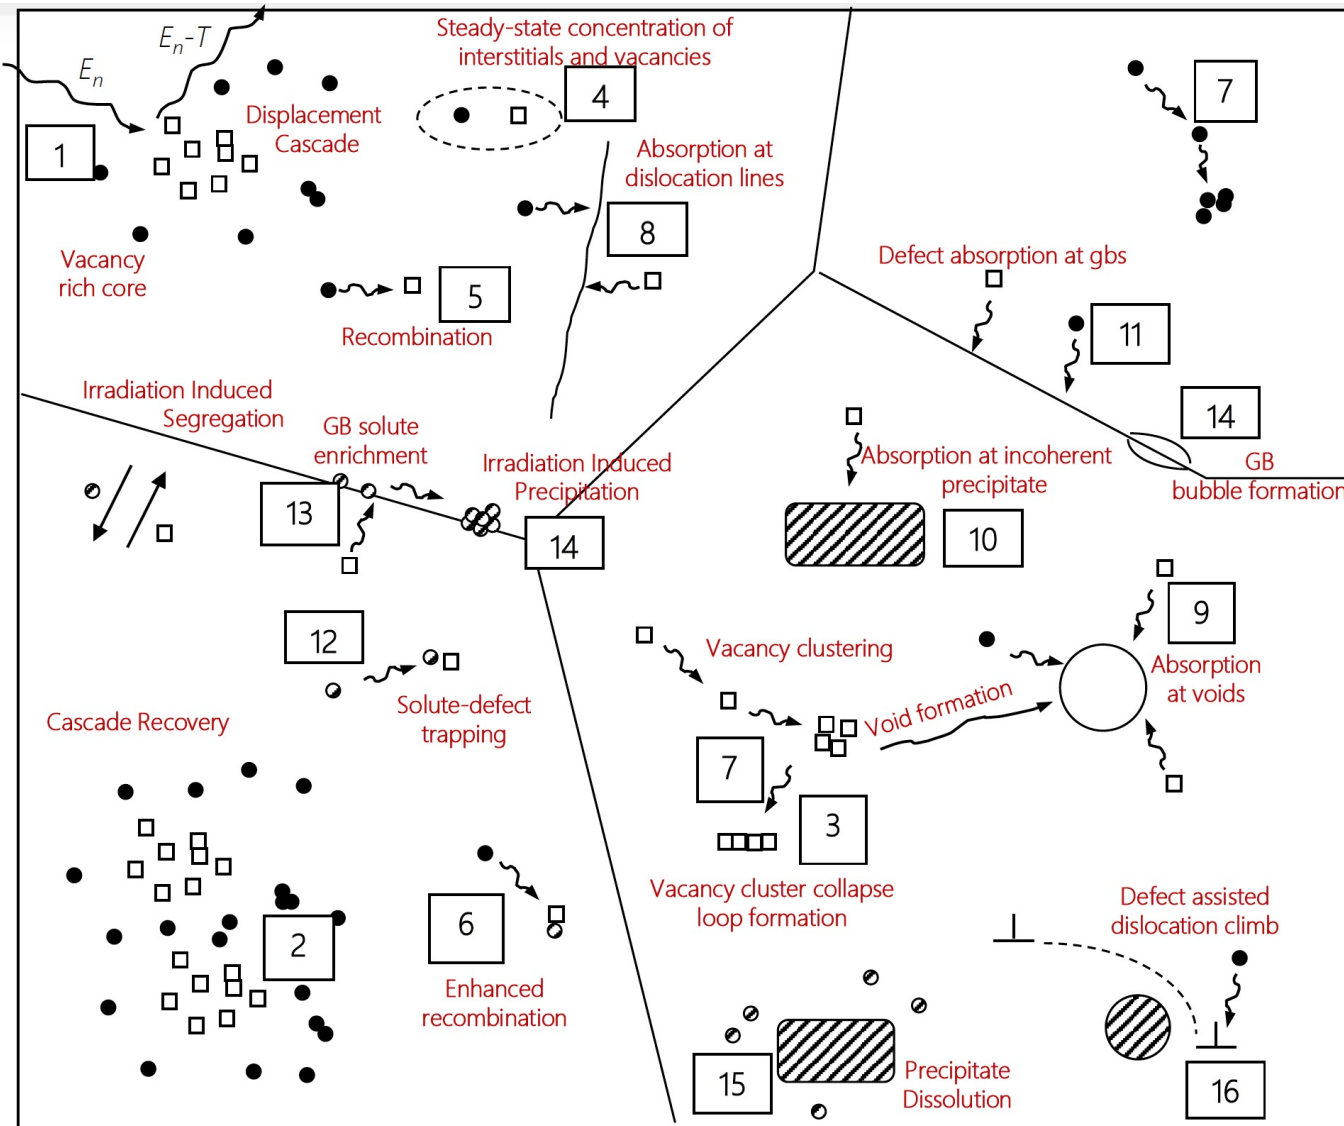 Eₙ-T
Eₙ
1
Displacement
Cascade
Vacancy
rich core
Steady-state concentration of
interstitials and vacancies
4
Absorption at
dislocation lines
8
5
Recombination
7
Defect absorption at gbs
11
14
GB
bubble formation
Irradiation Induced
Segregation
GB solute
enrichment
13
Irradiation Induced
Precipitation
14
Absorption at incoherent
precipitate
10
9
Absorption
at voids
12
Solute-defect
trapping
Vacancy clustering
Void formation
7
3
Vacancy cluster collapse
loop formation
Cascade Recovery
2
6
Enhanced
recombination
Defect assisted
dislocation climb
15
Precipitate
Dissolution
16